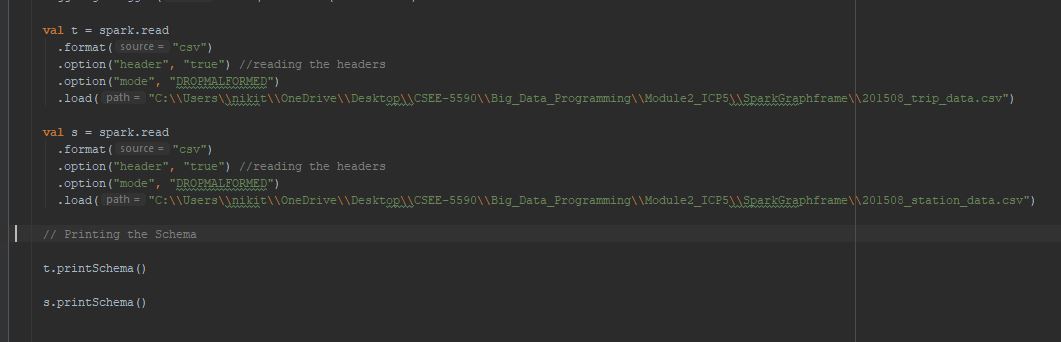 val t = spark.read
.format( source = "csv")
.option("header", "true") //reading the headers
.option("mode", "DROPMALFORMED")
.load( path = "C:\\Users\\nikit\\OneDrive\\Desktop\\CSEE-5590\\Big_Data_Programming\\Module2_ICP5\\SparkGraphframe\\201508_trip_data.csv")
val s = spark.read
.format( source = "csv")
.option("header", "true") //reading the headers
.option("mode", "DROPMALFORMED")
.load( path = "C:\\Users\\nikit\\OneDrive\\Desktop\\CSEE-5590\\Big_Data_Programming\\Module2_ICP5\\SparkGraphframe\\201508_station_data.csv")
// Printing the Schema
t.printSchema()
s.printSchema()